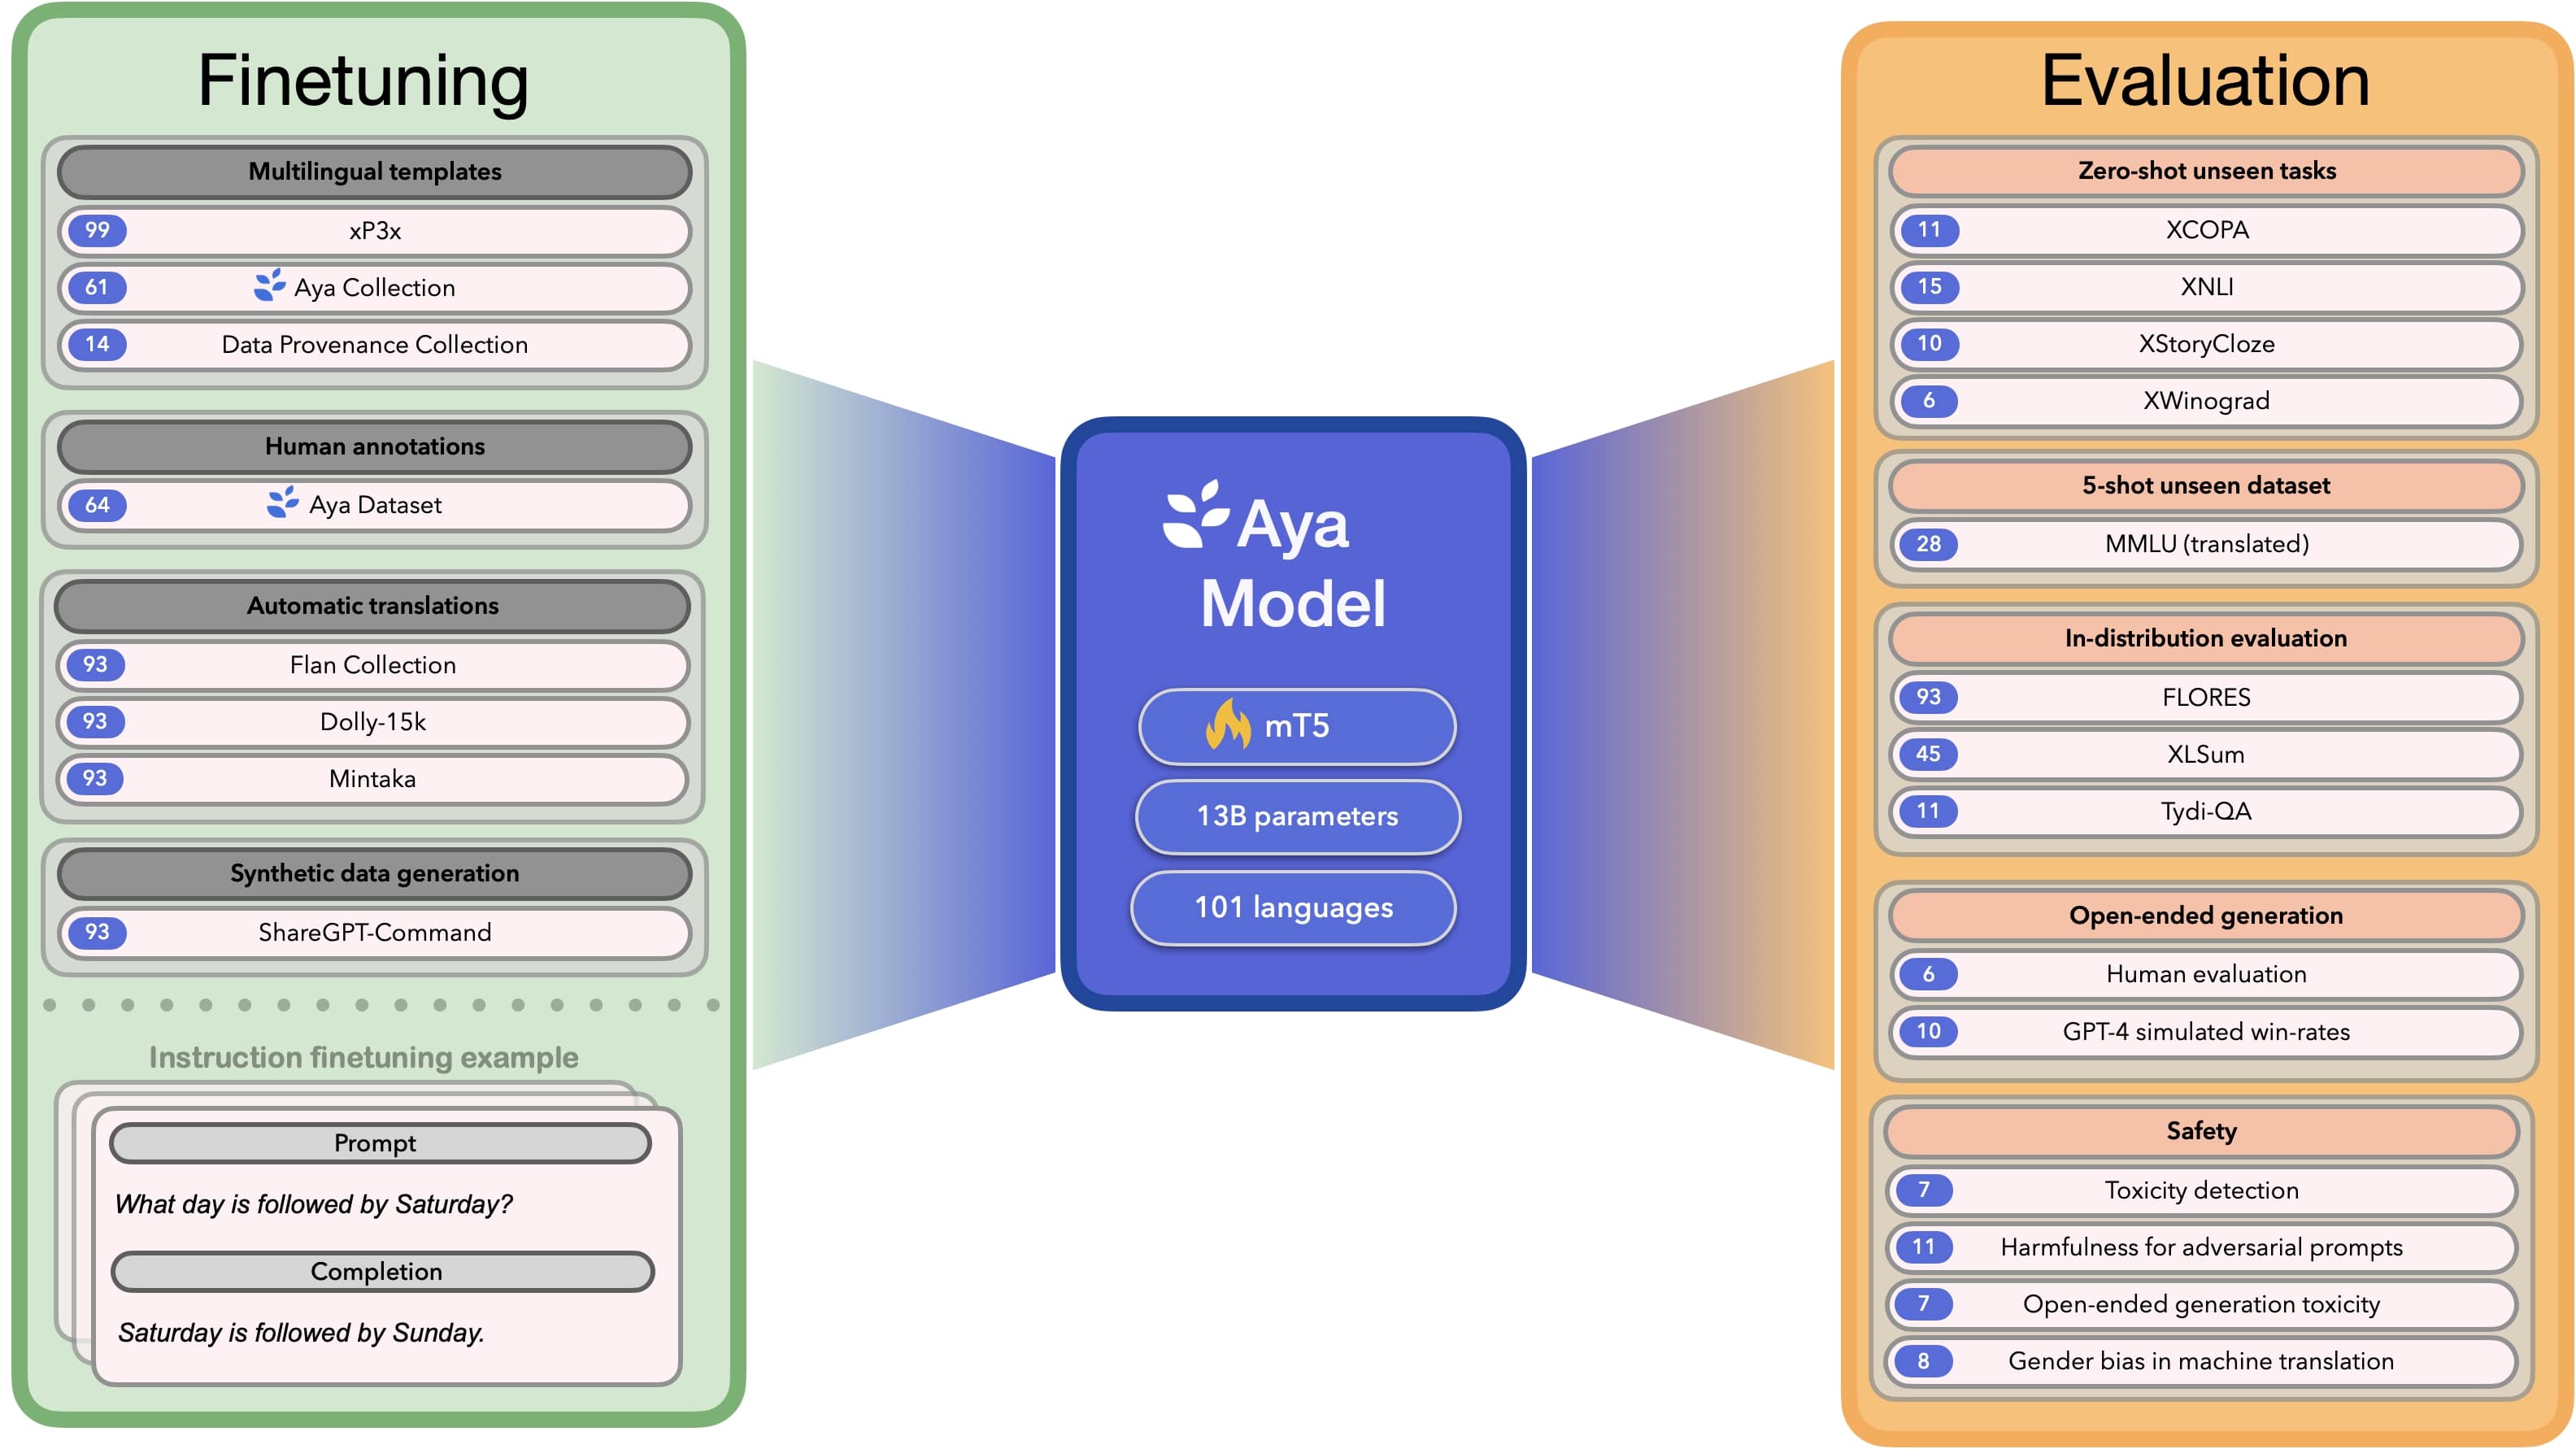 Finetuning
Multilingual templates
99 xP3x
61 Aya Collection
14 Data Provenance Collection
Human annotations
64 Aya Dataset
Automatic translations
93 Flan Collection
93 Dolly-15k
93 Mintaka
Synthetic data generation
93 ShareGPT-Command
Instruction finetuning example
Prompt
What day is followed by Saturday?
Completion
Saturday is followed by Sunday.
Aya
Model
mT5
13B parameters
101 languages
Evaluation
Zero-shot unseen tasks
11 XCOPA
15 XNLI
10 XStoryCloze
6 XWinograd
5-shot unseen dataset
28 MMLU (translated)
In-distribution evaluation
93 FLORES
45 XLSum
11 Tydi-QA
Open-ended generation
6 Human evaluation
10 GPT-4 simulated win-rates
Safety
7 Toxicity detection
11 Harmfulness for adversarial prompts
7 Open-ended generation toxicity
8 Gender bias in machine translation